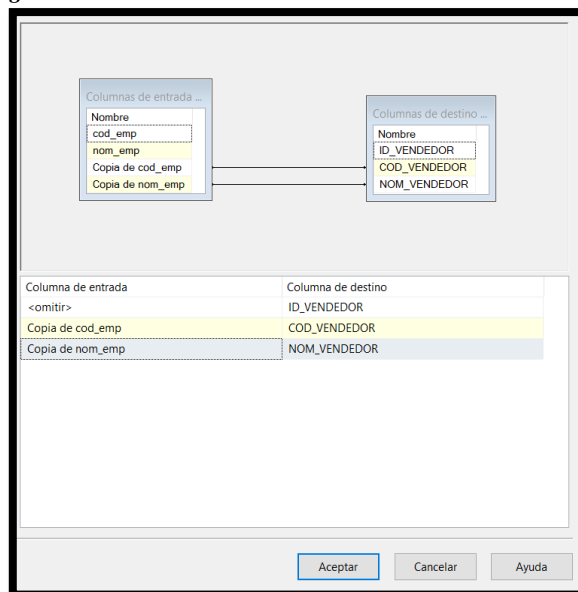 Columnas de entrada ...
Nombre
cod_emp
nom_emp
Copia de cod_emp
Copia de nom_emp
Columnas de destino ...
Nombre
ID_VENDEDOR
COD_VENDEDOR
NOM_VENDEDOR
Columna de entrada Columna de destino
<omitir> ID_VENDEDOR
Copia de cod_emp COD_VENDEDOR
Copia de nom_emp NOM_VENDEDOR
Aceptar Cancelar Ayuda